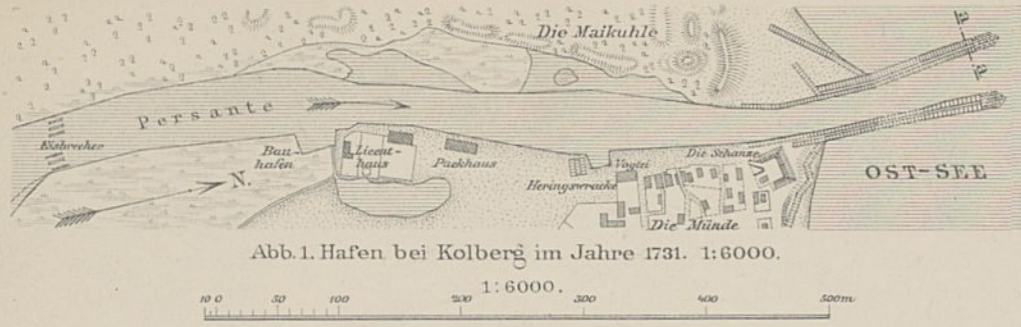 Die Maikuhle
a
a
Persante
Eisbrecher
Bau-
hafen
Licent-
haus
Packhaus
Vogtei
Die Schanze
Heringswracke
N.
OST-SEE
Die Münde
Abb. 1. Hafen bei Kolberg im Jahre 1731. 1:6000.
1:6000.
10 0 50 100 200 300 400 500m